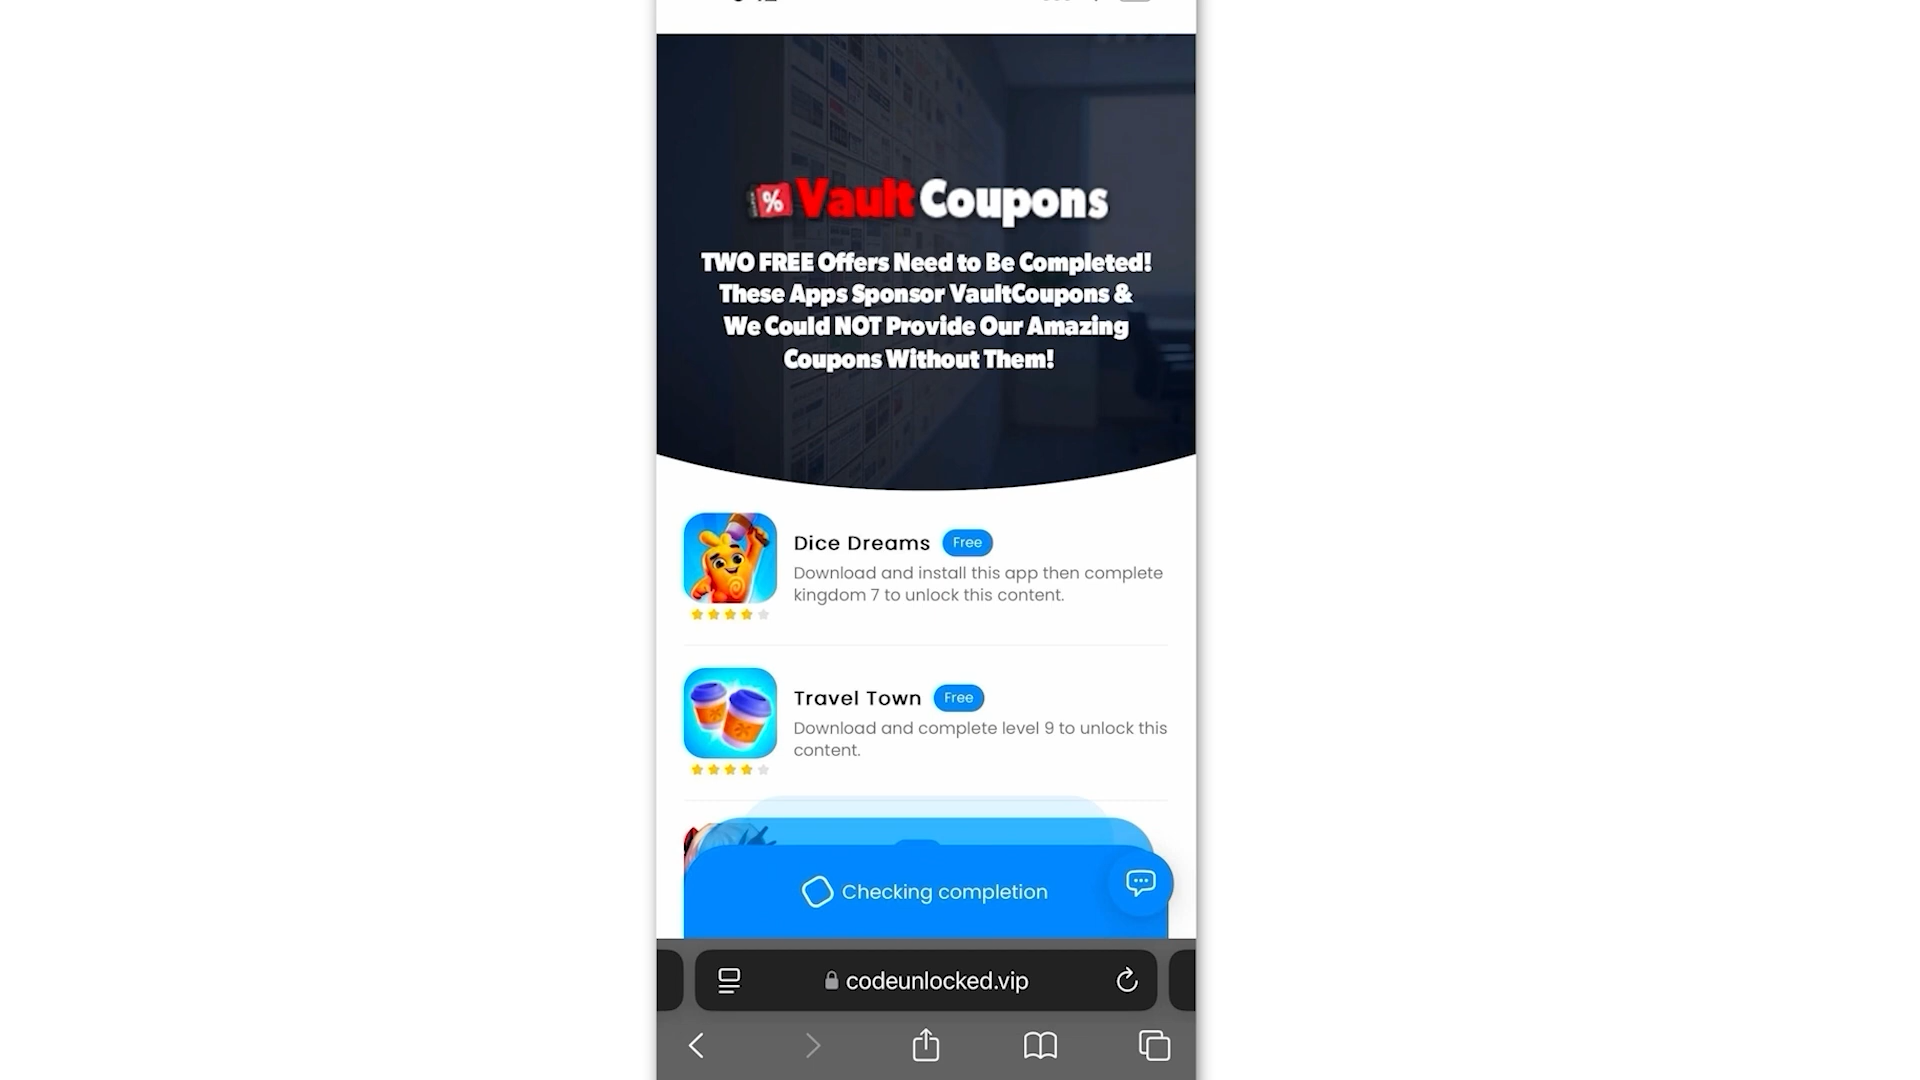 % Vault Coupons
TWO FREE Offers Need to Be Completed!
These Apps Sponsor VaultCoupons &
We Could NOT Provide Our Amazing
Coupons Without Them!
Dice Dreams Free
Download and install this app then complete
kingdom 7 to unlock this content.
Travel Town Free
Download and complete level 9 to unlock this
content.
Checking completion
codeunlocked.vip